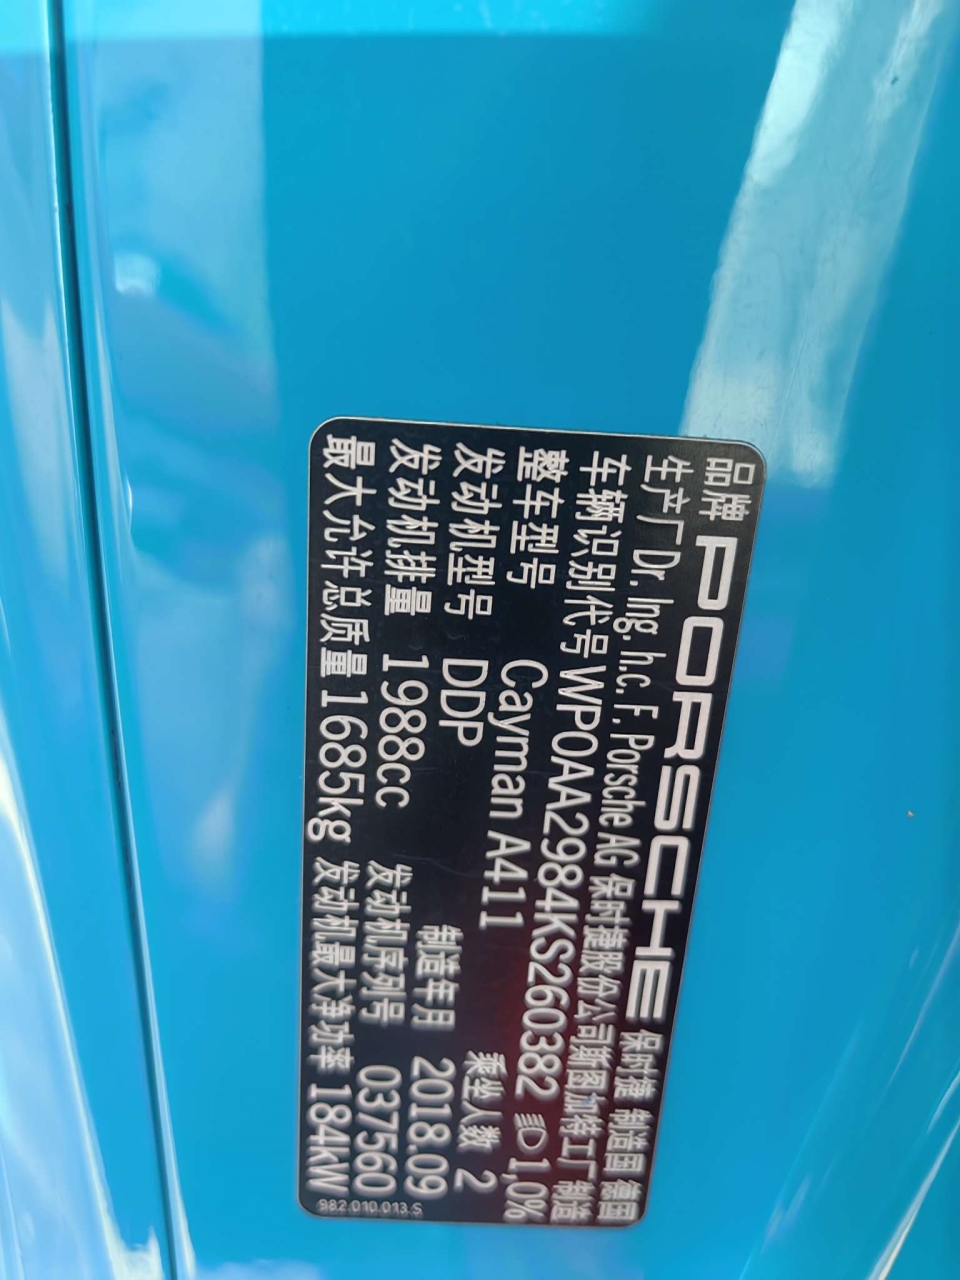 品牌 PORSCHE 保时捷 制造国 德国
生产厂 Dr. Ing. h.c. F. Porsche AG 保时捷股份公司斯图加特工厂制造
车辆识别代号 WP0AA2984KS260382 1,0%
整车型号 Cayman A411 乘坐人数 2
发动机型号 DDP 制造年月 2018.09
发动机排量 1988cc 发动机序列号 037560
最大允许总质量 1685kg 发动机最大净功率 184kW
982.010.013.S